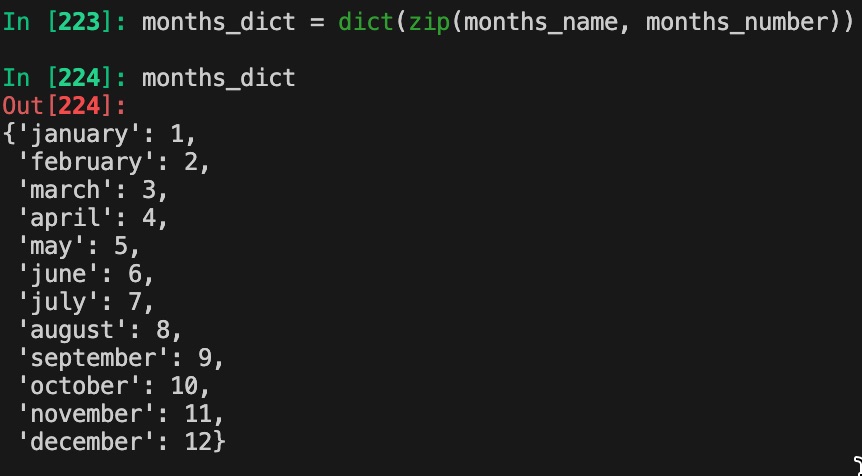 In [223]: months_dict = dict(zip(months_name, months_number))
In [224]: months_dict
Out[224]:
{'january': 1,
 'february': 2,
 'march': 3,
 'april': 4,
 'may': 5,
 'june': 6,
 'july': 7,
 'august': 8,
 'september': 9,
 'october': 10,
 'november': 11,
 'december': 12}